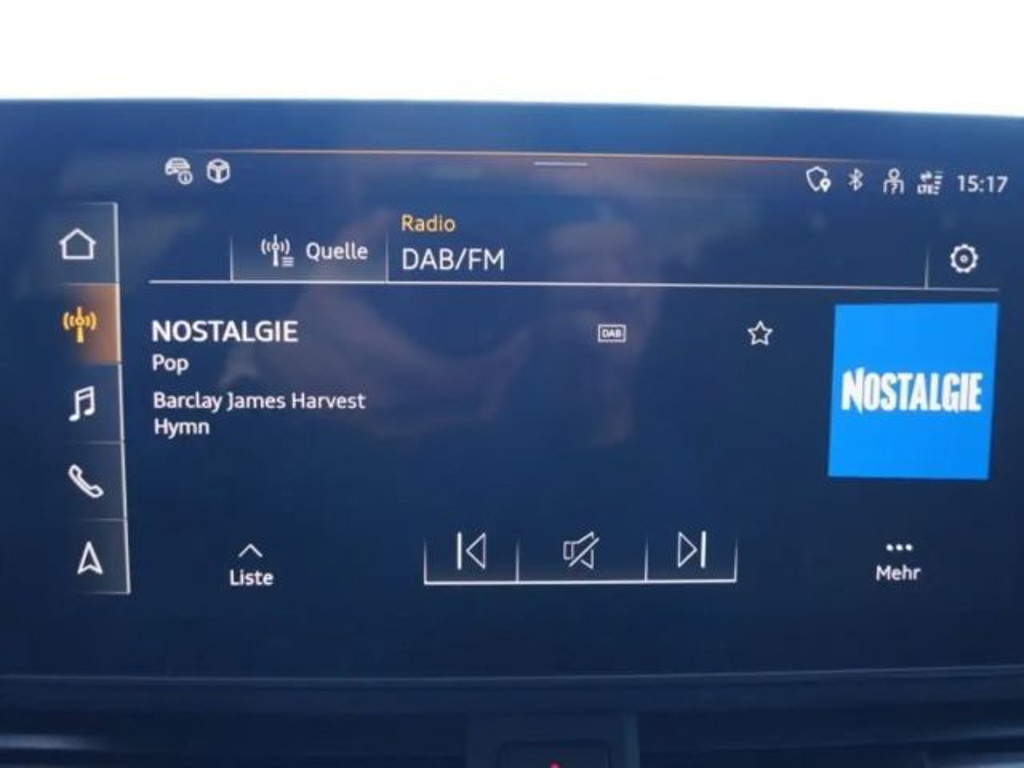 15:17
Radio
Quelle
DAB/FM
NOSTALGIE
DAB
Pop
Barclay James Harvest
Hymn
NOSTALGIE
Liste
Mehr